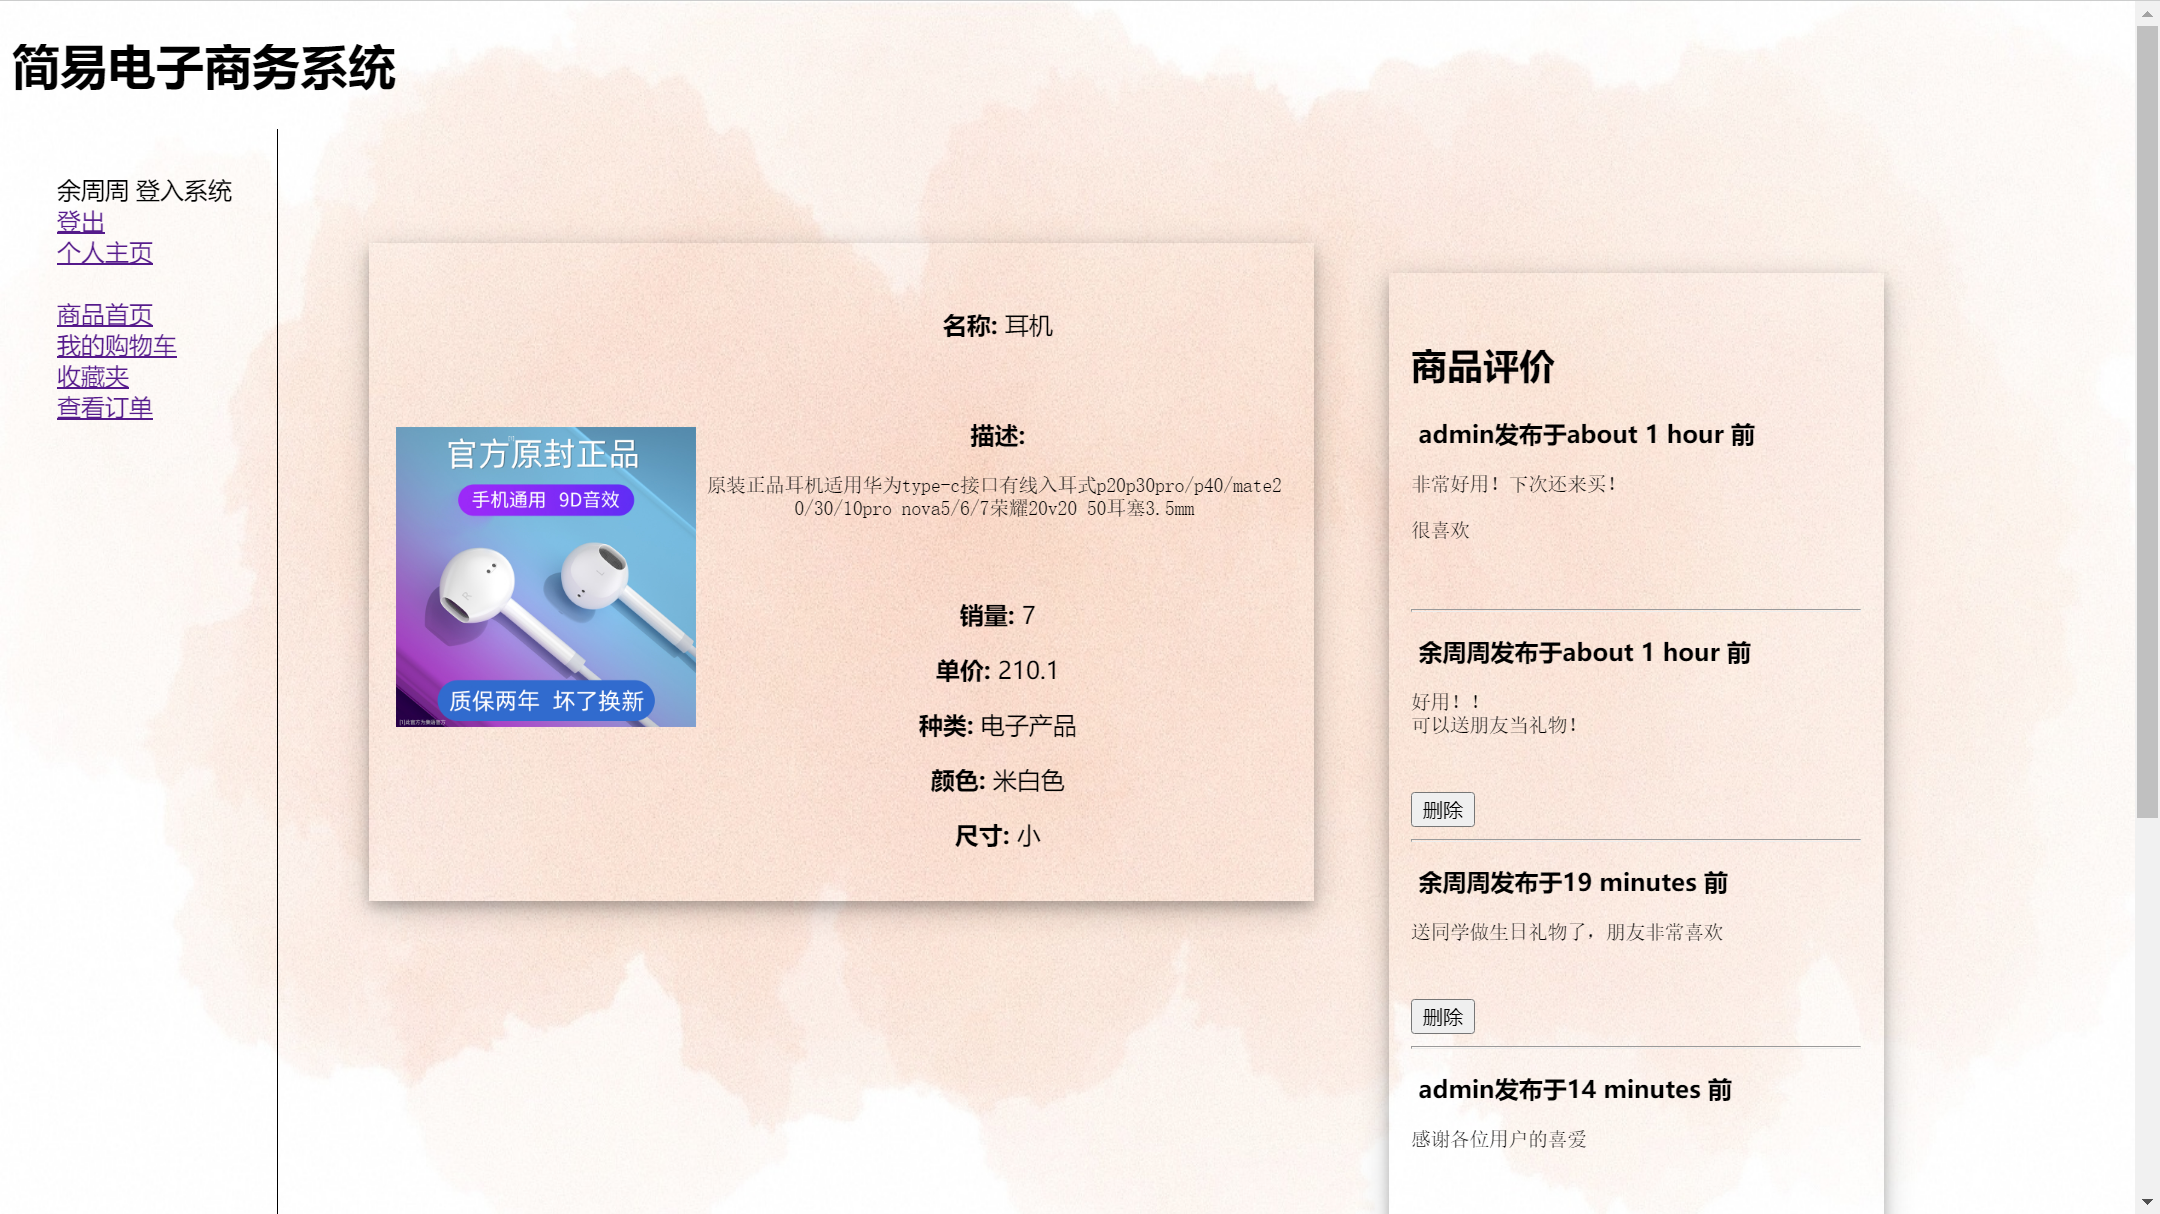 简易电子商务系统
余周周 登入系统
登出
个人主页
商品首页
我的购物车
收藏夹
查看订单
官方原封正品
手机通用 9D音效
质保两年 坏了换新
名称: 耳机
描述:
原装正品耳机适用华为type-c接口有线入耳式p20p30pro/p40/mate2
0/30/10pro nova5/6/7荣耀20v20 50耳塞3.5mm
销量: 7
单价: 210.1
种类: 电子产品
颜色: 米白色
尺寸: 小
商品评价
admin发布于about 1 hour 前
非常好用！下次还来买！
很喜欢
余周周发布于about 1 hour 前
好用！！
可以送朋友当礼物！
删除
余周周发布于19 minutes 前
送同学做生日礼物了，朋友非常喜欢
删除
admin发布于14 minutes 前
感谢各位用户的喜爱